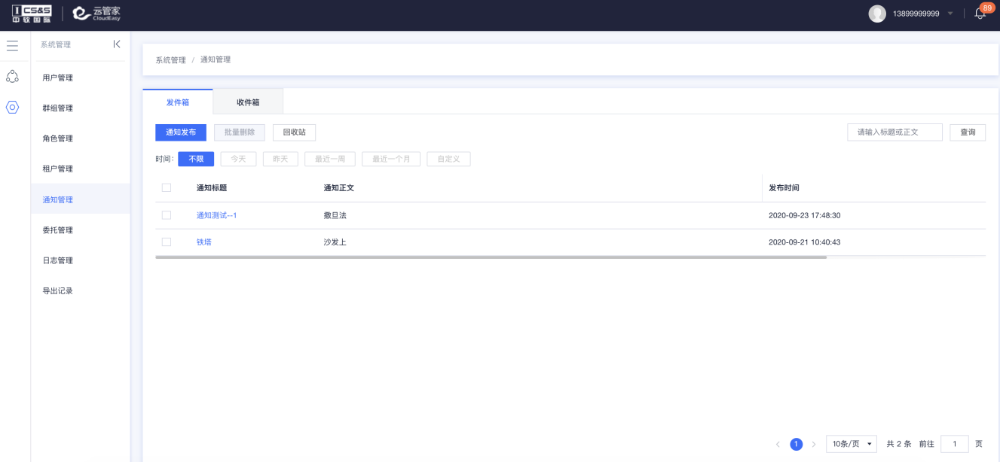 ICS&S
中软国际
云管家
CloudEasy
13899999999
89
系统管理
用户管理
群组管理
角色管理
租户管理
通知管理
委托管理
日志管理
导出记录
系统管理 / 通知管理
发件箱 收件箱
通知发布 批量删除 回收站 请输入标题或正文 查询
时间: 不限 今天 昨天 最近一周 最近一个月 自定义
通知标题 通知正文 发布时间
通知测试--1 撒旦法 2020-09-23 17:48:30
铁塔 沙发上 2020-09-21 10:40:43
1 10条/页 共 2 条 前往 1 页